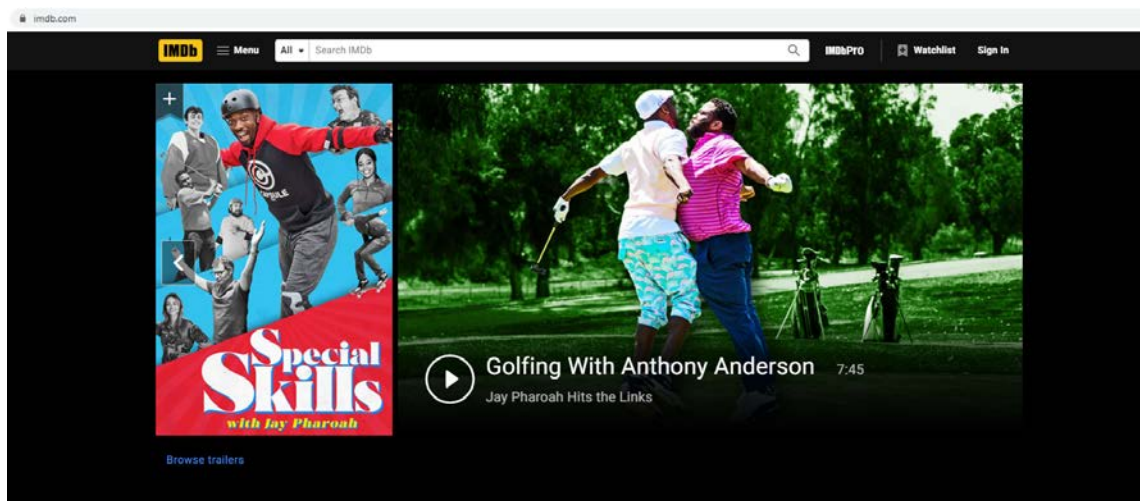 imdb.com
IMDb Menu All Search IMDb IMDbPro Watchlist Sign In
Special
Skills
with Jay Pharoah
Golfing With Anthony Anderson 7:45
Jay Pharoah Hits the Links
Browse trailers